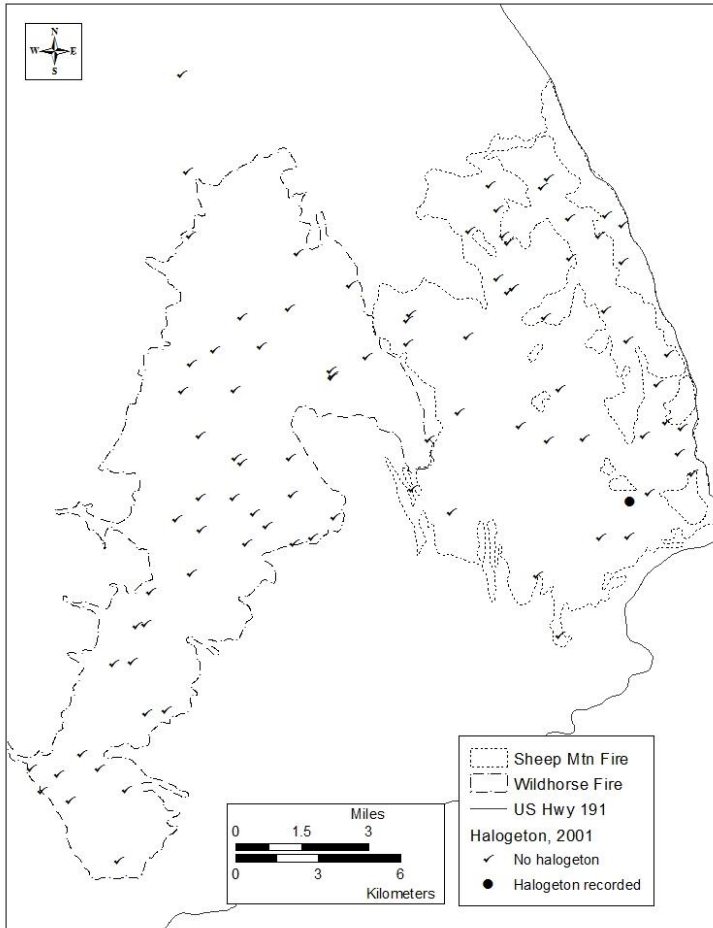 N
W E
S
Sheep Mtn Fire
Wildhorse Fire
US Hwy 191
Halogeton, 2001
No halogeton
Halogeton recorded
Miles
0 1.5 3
0 3 6
Kilometers